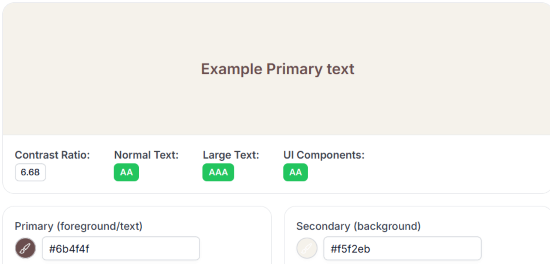 Example Primary text
Contrast Ratio: Normal Text: Large Text: UI Components:
6.68 AA AAA AA
Primary (foreground/text) Secondary (background)
#6b4f4f #f5f2eb